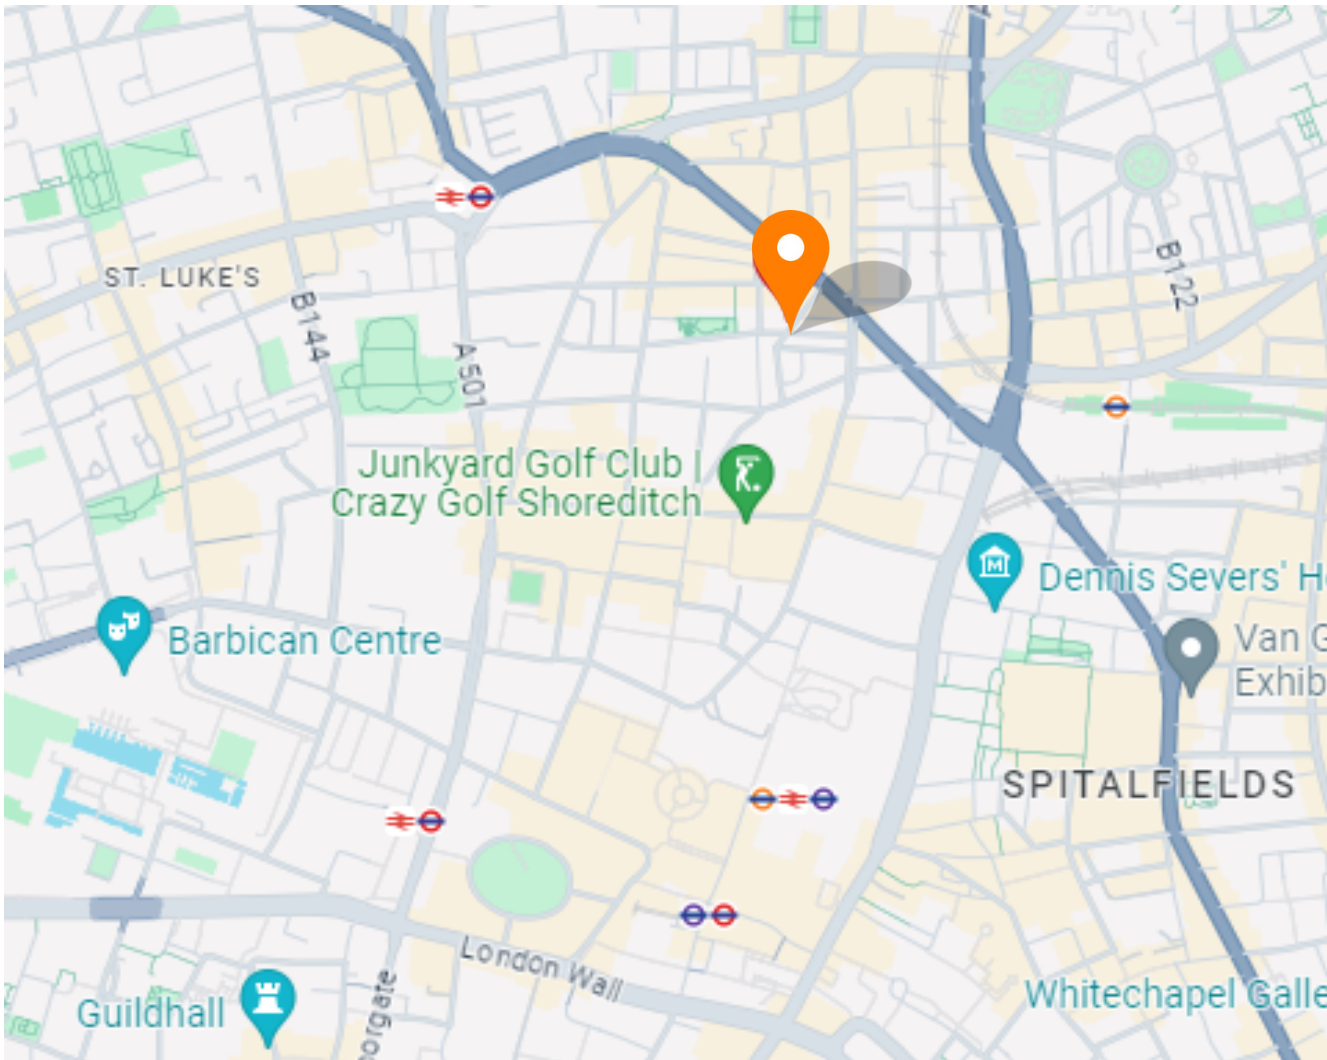 ST. LUKE'S
B144
A501
B122
Junkyard Golf Club |
Crazy Golf Shoreditch
Dennis Severs' H
Barbican Centre
Van G
Exhib
SPITALFIELDS
London Wall
orgate
Whitechapel Galle
Guildhall